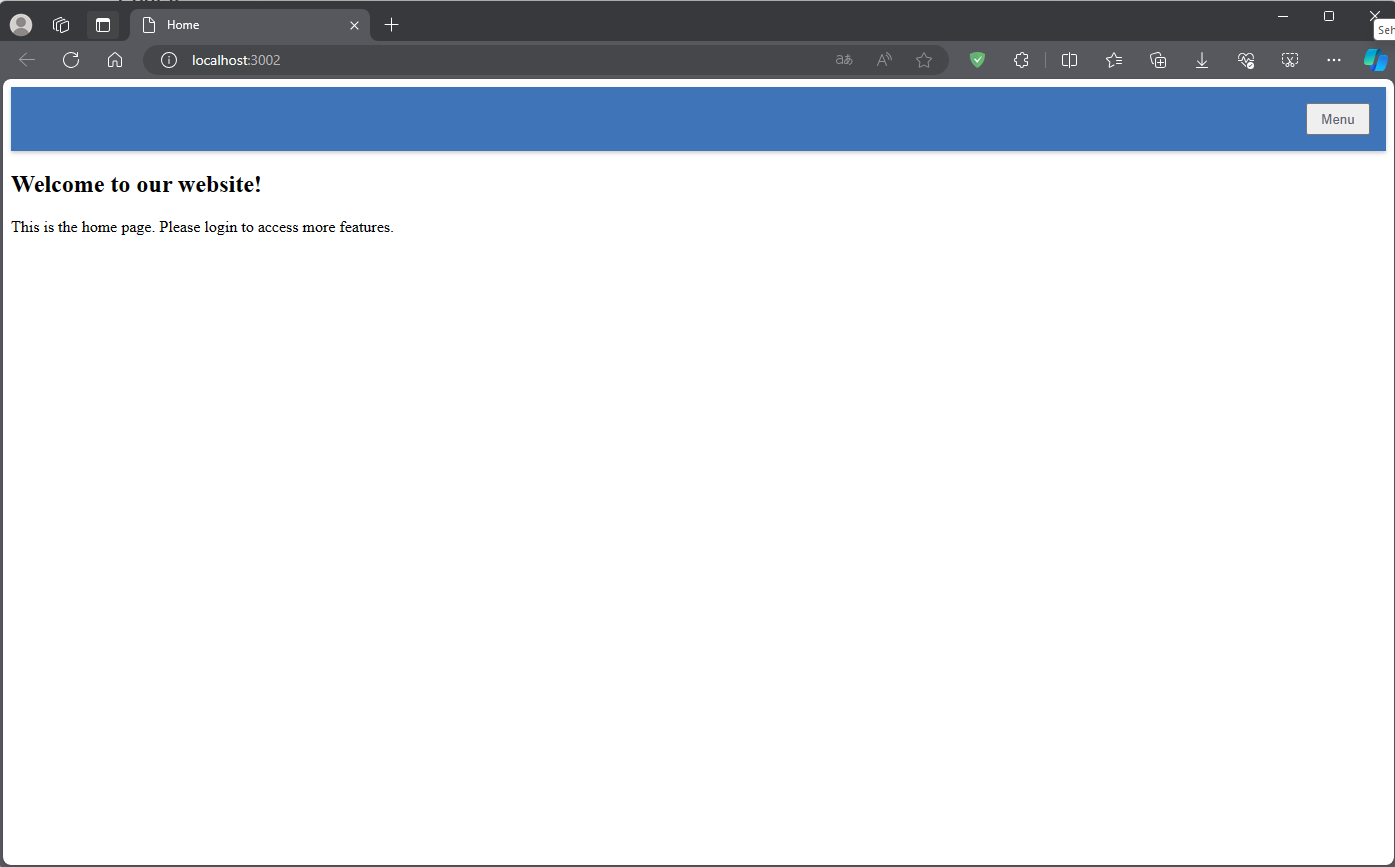 Home
localhost:3002
Menu
Welcome to our website!
This is the home page. Please login to access more features.